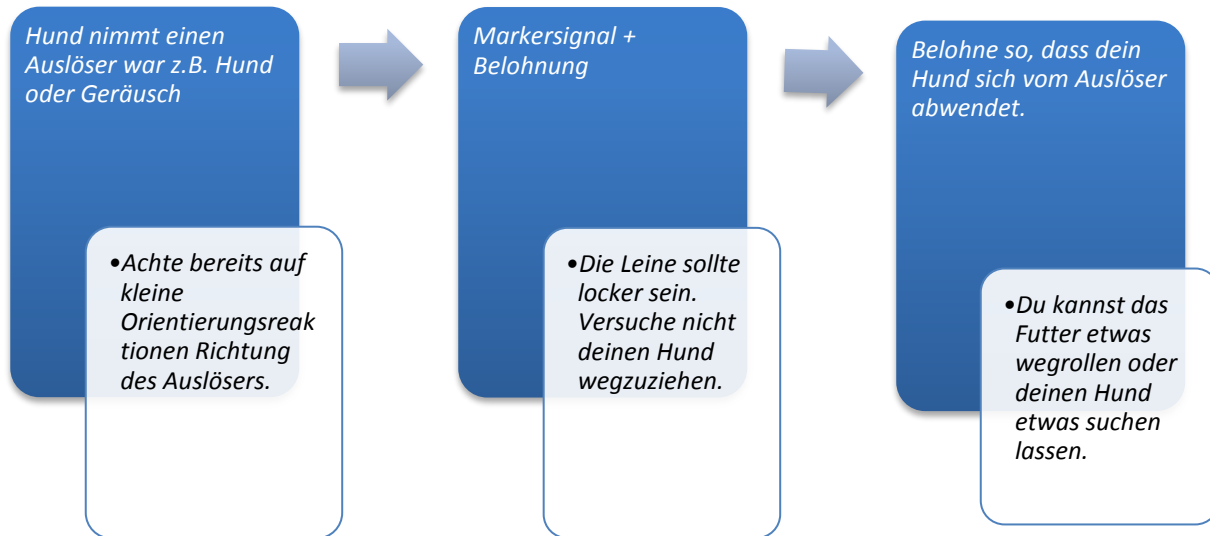 Hund nimmt einen
Auslöser war z.B. Hund
oder Geräusch
•Achte bereits auf
kleine
Orientierungsreak
tionen Richtung
des Auslösers.
Markersignal +
Belohnung
•Die Leine sollte
locker sein.
Versuche nicht
deinen Hund
wegzuziehen.
Belohne so, dass dein
Hund sich vom Auslöser
abwendet.
•Du kannst das
Futter etwas
wegrollen oder
deinen Hund
etwas suchen
lassen.